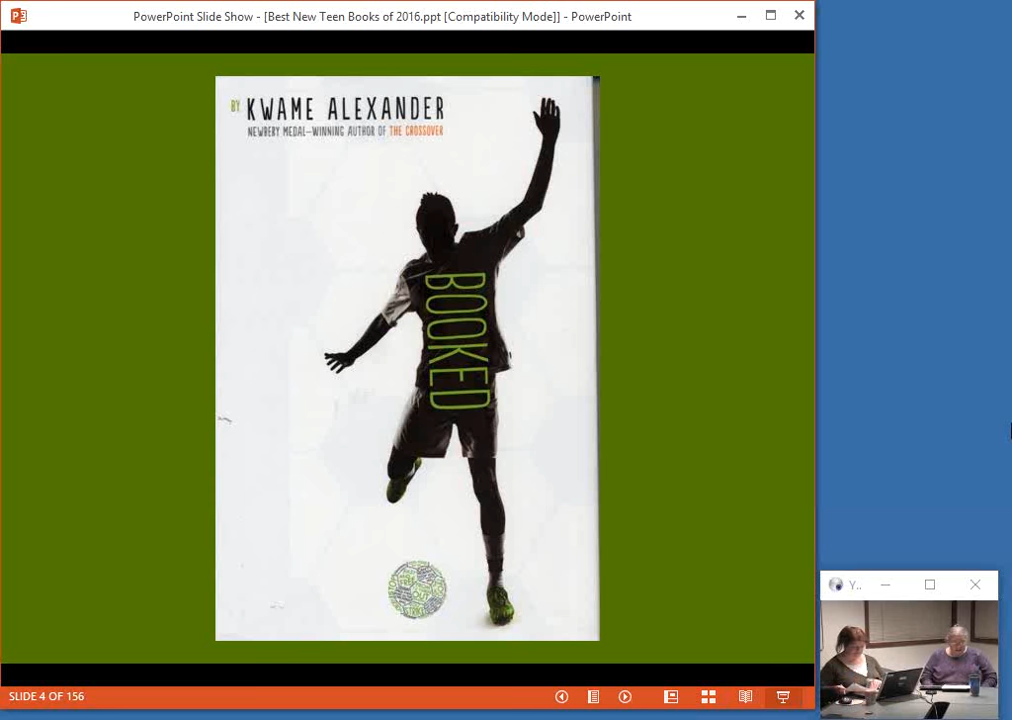 PowerPoint Slide Show - [Best New Teen Books of 2016.ppt [Compatibility Mode]] - PowerPoint
BY KWAME ALEXANDER
NEWBERY MEDAL–WINNING AUTHOR OF THE CROSSOVER
BOOKED
Y..
SLIDE 4 OF 156